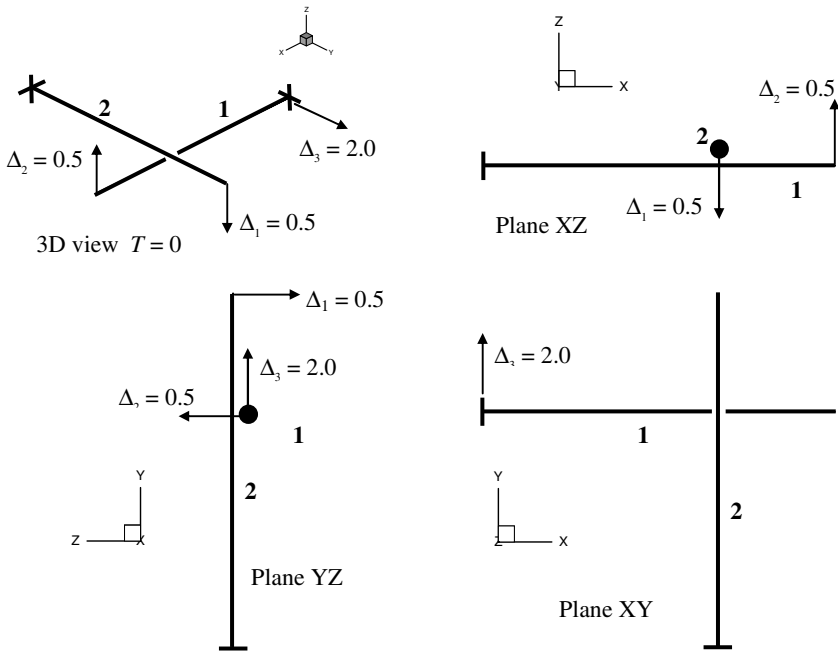 Z
X
Y
2
1
Δ₃ = 2.0
Δ₂ = 0.5
Δ₁ = 0.5
3D view T = 0
Z
X
Δ₂ = 0.5
2
Δ₁ = 0.5
1
Plane XZ
Δ₁ = 0.5
Δ₃ = 2.0
Δ₂ = 0.5
1
2
Y
Z
X
Plane YZ
Δ₃ = 2.0
1
2
Y
Z
X
Plane XY